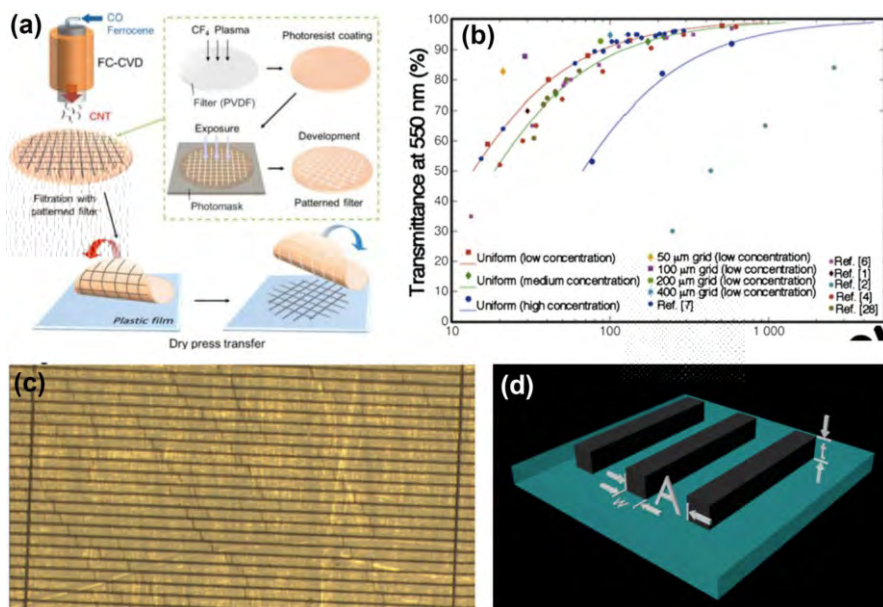 (a)
CO
Ferrocene
FC-CVD
CNT
Filtration with
patterned filter
CF₄ Plasma
Filter (PVDF)
Photoresist coating
Exposure
Development
Photomask
Patterned filter
Plastic film
Dry press transfer
(b)
Transmittance at 550 nm (%)
100
90
80
70
60
50
40
30
20
10
0
Uniform (low concentration)
Uniform (medium concentration)
Uniform (high concentration)
50 µm grid (low concentration)
100 µm grid (low concentration)
200 µm grid (low concentration)
400 µm grid (low concentration)
Ref. [7]
Ref. [6]
Ref. [1]
Ref. [2]
Ref. [4]
Ref. [28]
10
100
1 000
(c)
(d)
t
w
A